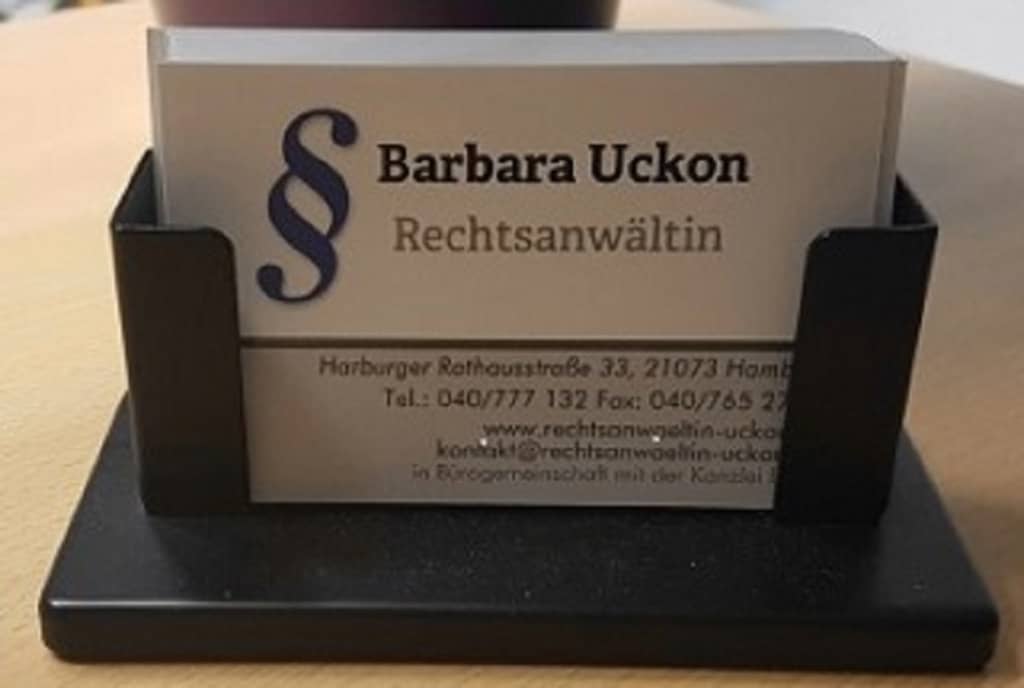 § Barbara Uckon
Rechtsanwältin
Harburger Rathausstraße 33, 21073 Hamb
Tel.: 040/777 132 Fax: 040/765 27
www.rechtsanwaeltin-uckon
kontakt@rechtsanwaeltin-uckon
in Bürogemeinschaft mit der Kanzlei